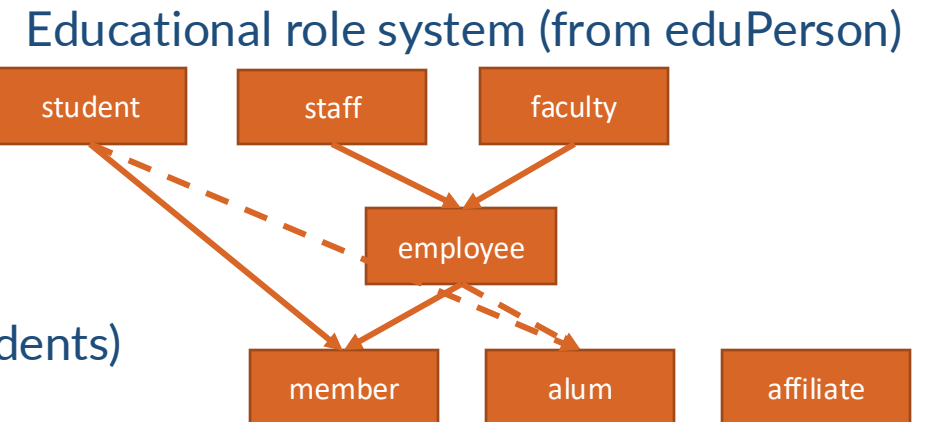 Educational role system (from eduPerson)
student
staff
faculty
employee
dents)
member
alum
affiliate